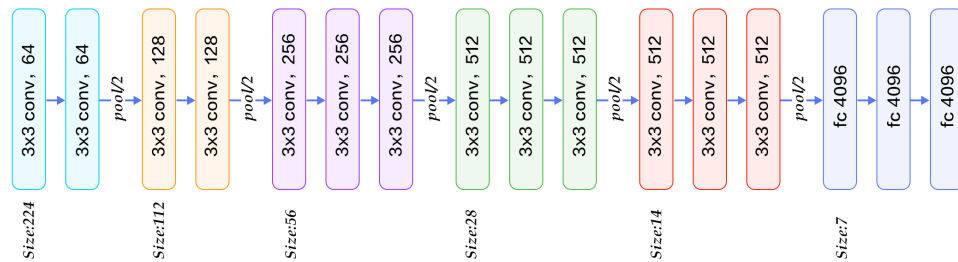 3x3 conv, 64
3x3 conv, 64
pool/2
3x3 conv, 128
3x3 conv, 128
pool/2
3x3 conv, 256
3x3 conv, 256
3x3 conv, 256
pool/2
3x3 conv, 512
3x3 conv, 512
3x3 conv, 512
pool/2
3x3 conv, 512
3x3 conv, 512
3x3 conv, 512
pool/2
fc 4096
fc 4096
fc 4096
Size:224
Size:112
Size:56
Size:28
Size:14
Size:7